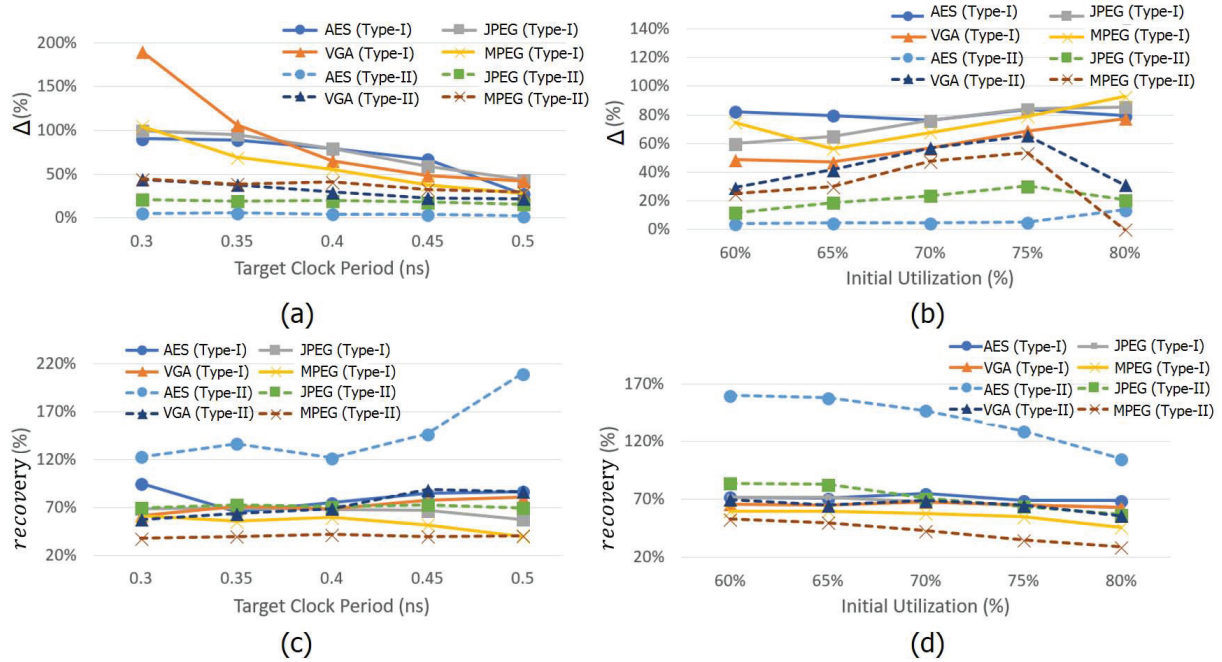 (a)
AES (Type-I)
JPEG (Type-I)
VGA (Type-I)
MPEG (Type-I)
AES (Type-II)
JPEG (Type-II)
VGA (Type-II)
MPEG (Type-II)
200%
150%
100%
50%
0%
Δ(%)
0.3 0.35 0.4 0.45 0.5
Target Clock Period (ns)
(a)
(b)
AES (Type-I)
JPEG (Type-I)
VGA (Type-I)
MPEG (Type-I)
AES (Type-II)
JPEG (Type-II)
VGA (Type-II)
MPEG (Type-II)
140%
120%
100%
80%
60%
40%
20%
0%
Δ(%)
60% 65% 70% 75% 80%
Initial Utilization (%)
(b)
AES (Type-I)
JPEG (Type-I)
VGA (Type-I)
MPEG (Type-I)
AES (Type-II)
JPEG (Type-II)
VGA (Type-II)
MPEG (Type-II)
220%
170%
120%
70%
20%
recovery(%)
0.3 0.35 0.4 0.45 0.5
Target Clock Period (ns)
(c)
AES (Type-I)
JPEG (Type-I)
VGA (Type-I)
MPEG (Type-I)
AES (Type-II)
JPEG (Type-II)
VGA (Type-II)
MPEG (Type-II)
170%
120%
70%
20%
recovery (%)
60% 65% 70% 75% 80%
Initial Utilization (%)
(d)